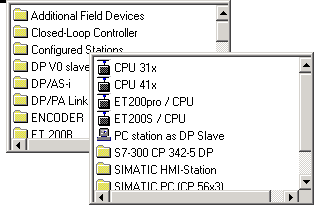 Additional Field Devices
Closed-Loop Controller
Configured Stations
DP V0 slave
DP/AS-i
DP/PA Link
ENCODER
ET 200B
CPU 31x
CPU 41x
ET200pro / CPU
ET200S / CPU
PC station as DP Slave
S7-300 CP 342-5 DP
SIMATIC HMI-Station
SIMATIC PC (CP 56x3)